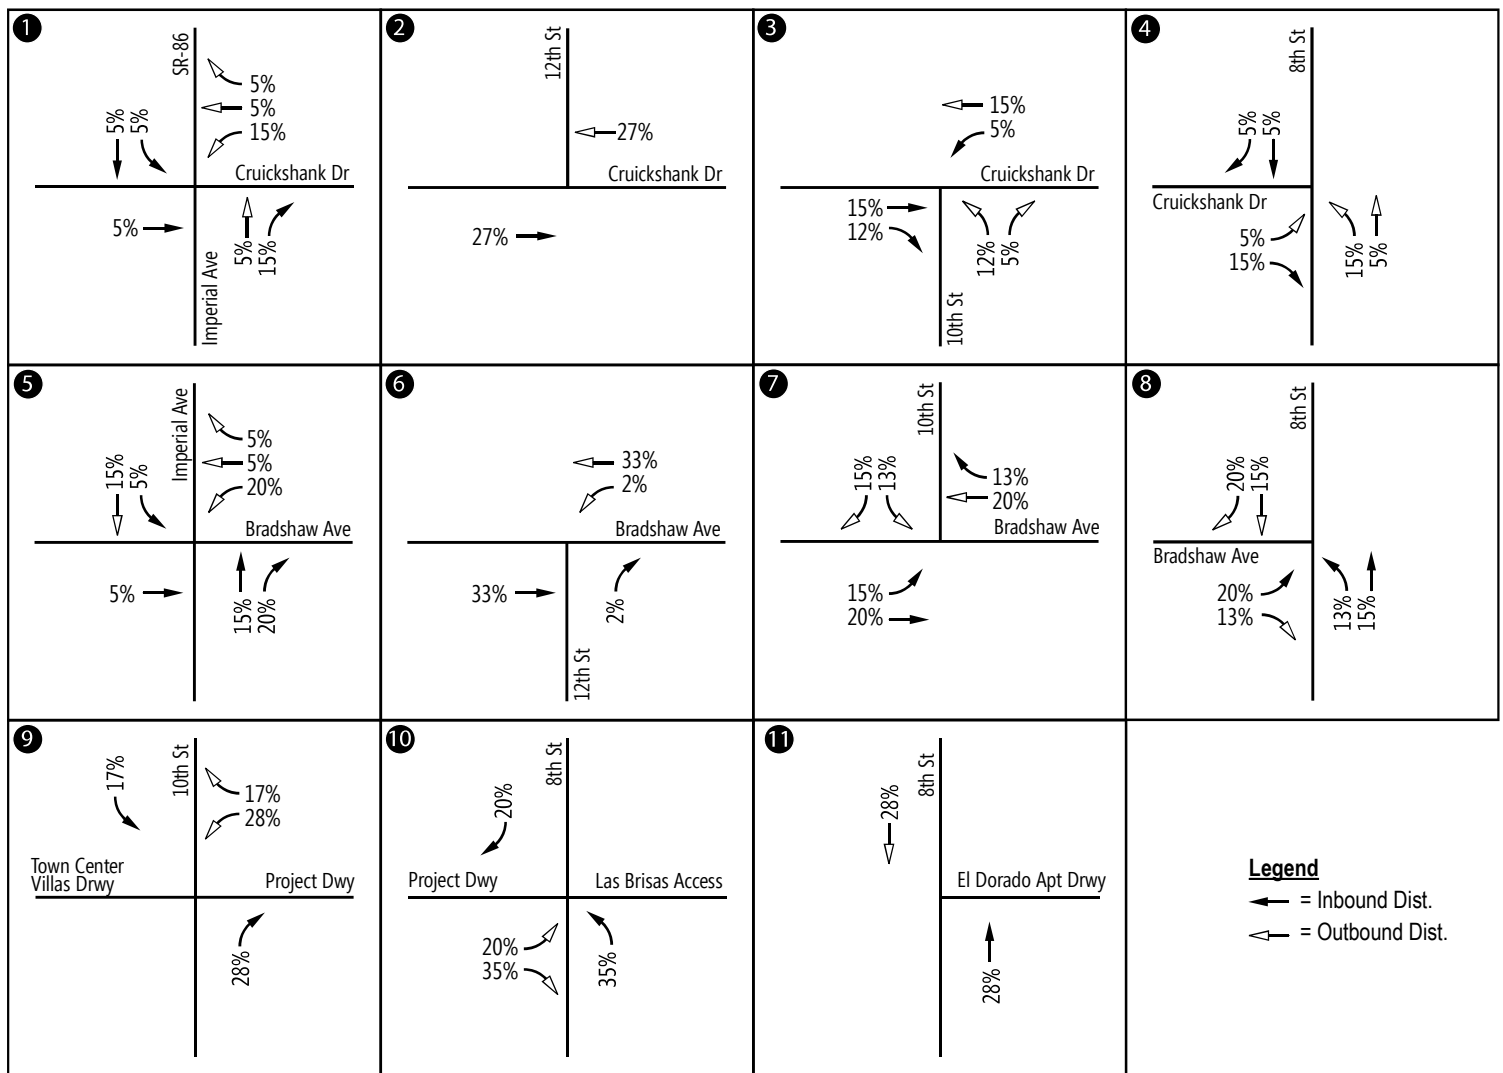 1
SR-86
5%
5%
15%
5%
5%
Cruickshank Dr
5%
5%
15%
Imperial Ave
2
12th St
27%
Cruickshank Dr
27%
3
15%
5%
Cruickshank Dr
15%
12%
12%
5%
10th St
4
8th St
5%
5%
Cruickshank Dr
5%
15%
15%
5%
5
Imperial Ave
15%
5%
5%
5%
20%
Bradshaw Ave
5%
15%
20%
6
33%
2%
Bradshaw Ave
33%
2%
12th St
7
10th St
15%
13%
13%
20%
Bradshaw Ave
15%
20%
8
8th St
20%
15%
Bradshaw Ave
20%
13%
13%
15%
9
10th St
17%
17%
28%
Town Center
Villas Drwy
Project Dwy
28%
10
8th St
20%
Project Dwy
Las Brisas Access
20%
35%
35%
11
8th St
28%
El Dorado Apt Drwy
28%
Legend
= Inbound Dist.
= Outbound Dist.